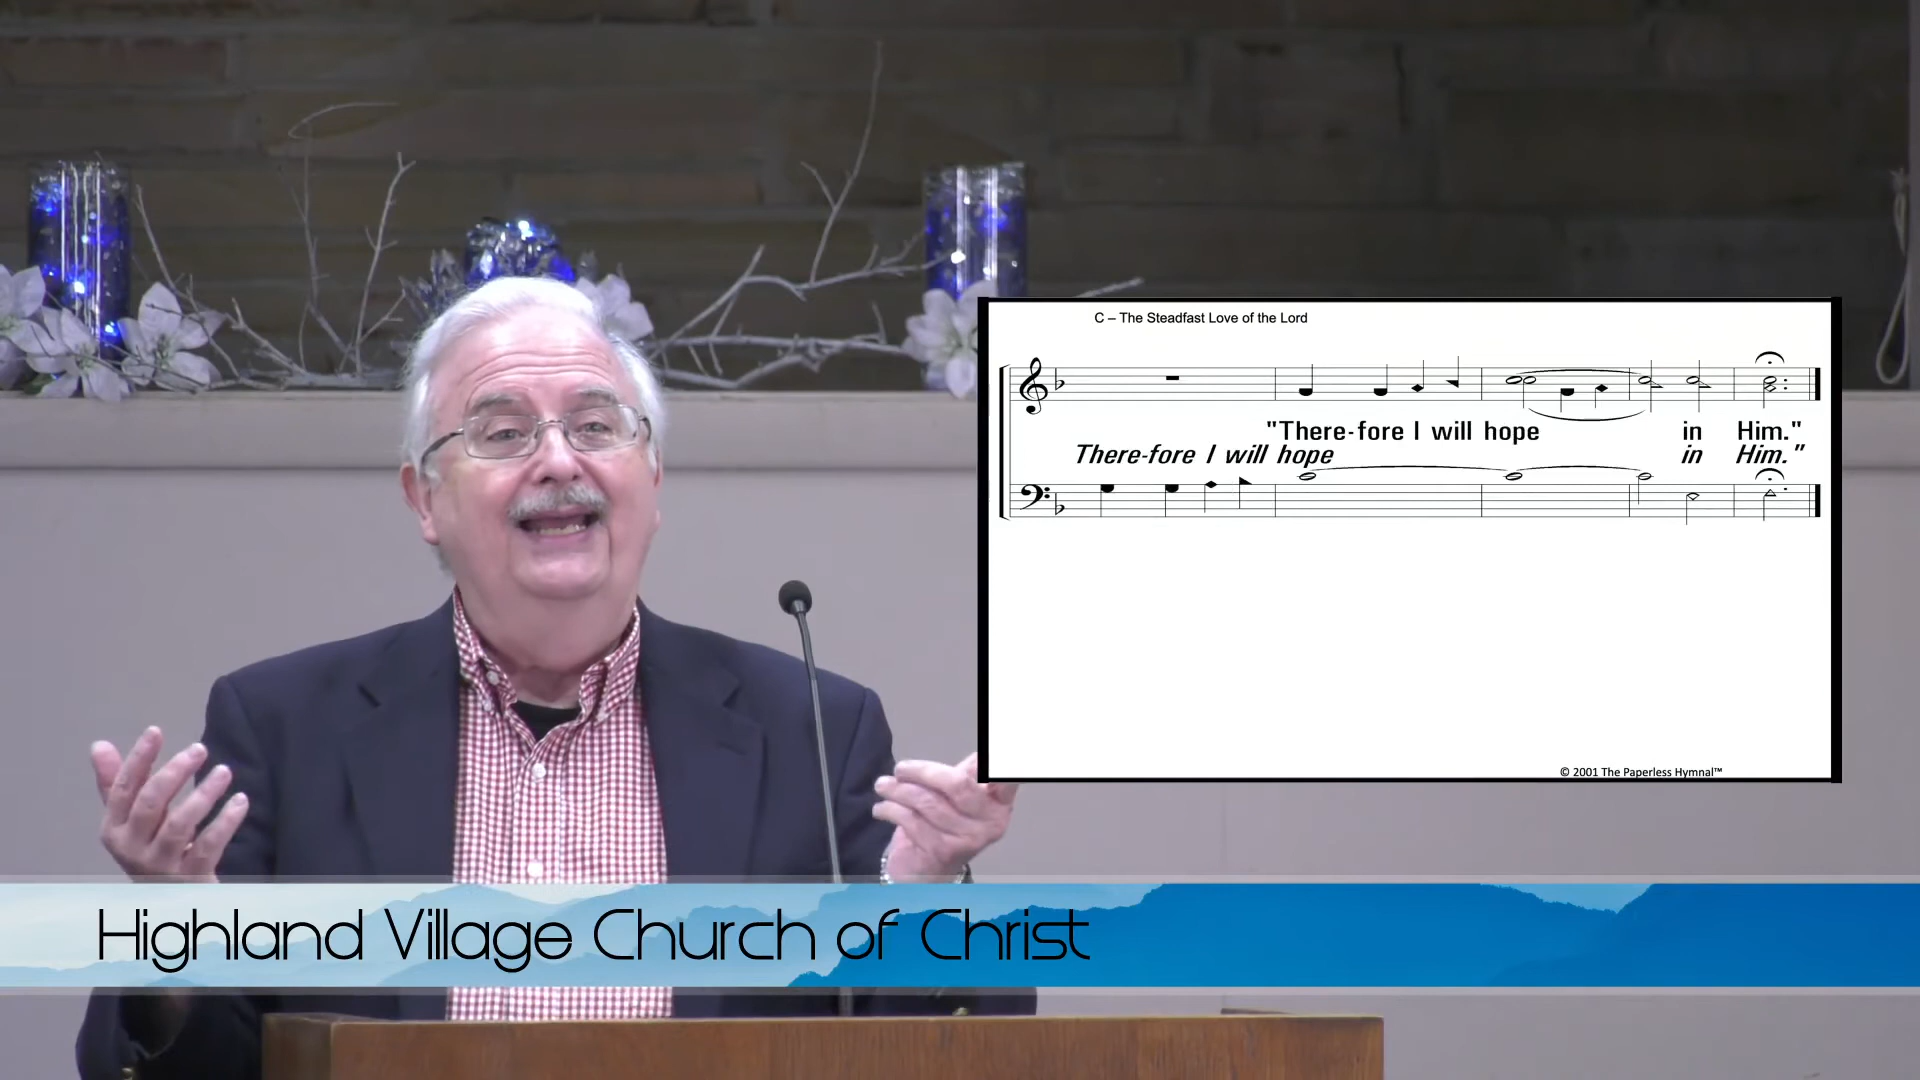 C – The Steadfast Love of the Lord
"There-fore I will hope in Him."
There-fore I will hope in Him."
© 2001 The Paperless Hymnal™
Highland Village Church of Christ